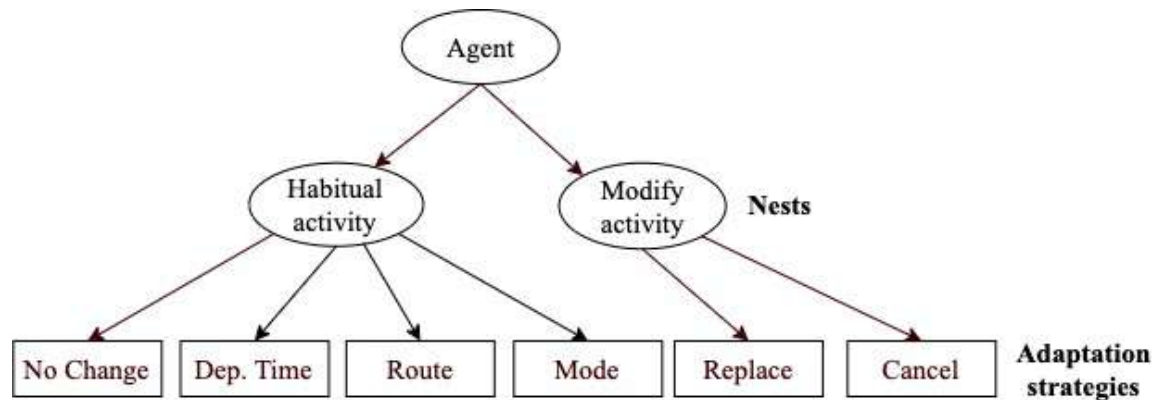 Agent
Habitual
activity
Modify
activity
Nests
No Change
Dep. Time
Route
Mode
Replace
Cancel
Adaptation
strategies